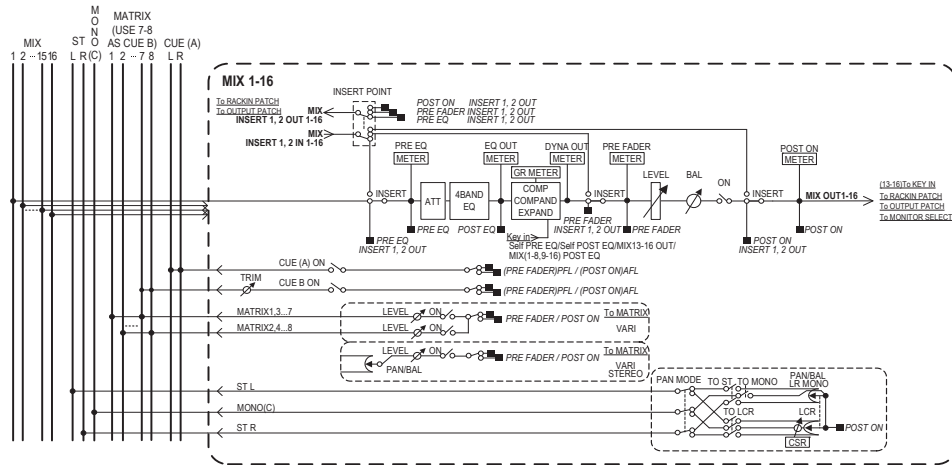 MIX
1 2 ··· 15 16
ST
L R
MONO
(C)
MATRIX
(USE 7-8
AS CUE B)
1 2 ··· 7 8
CUE (A)
L R
MIX 1-16
INSERT POINT
To RACKIN PATCH
To OUTPUT PATCH
MIX
INSERT 1, 2 OUT 1-16
MIX
INSERT 1, 2 IN 1-16
POST ON INSERT 1, 2 OUT
PRE FADER INSERT 1, 2 OUT
PRE EQ INSERT 1, 2 OUT
PRE EQ
METER
EQ OUT
METER
DYNA OUT
METER
PRE FADER
METER
POST ON
METER
GR METER
INSERT
ATT
4BAND
EQ
COMP
COMPAND
EXPAND
INSERT
LEVEL
BAL
ON
INSERT
MIX OUT1-16
(13-16)To KEY IN
To RACKIN PATCH
To OUTPUT PATCH
To MONITOR SELECT
PRE EQ
INSERT 1, 2 OUT
PRE EQ
POST EQ
Key in
Self PRE EQ/Self POST EQ/MIX13-16 OUT/
MIX(1-8,9-16) POST EQ
PRE FADER
INSERT 1, 2 OUT
PRE FADER
POST ON
INSERT 1, 2 OUT
POST ON
CUE (A) ON
(PRE FADER)PFL / (POST ON)AFL
TRIM
CUE B ON
(PRE FADER)PFL / (POST ON)AFL
MATRIX1,3...7
LEVEL
ON
PRE FADER / POST ON
To MATRIX
MATRIX2,4...8
LEVEL
ON
VARI
LEVEL
ON
PRE FADER / POST ON
To MATRIX
PAN/BAL
VARI
STEREO
ST L
MONO(C)
ST R
PAN MODE
TO ST
TO MONO
PAN/BAL
LR MONO
TO LCR
LCR
CSR
POST ON